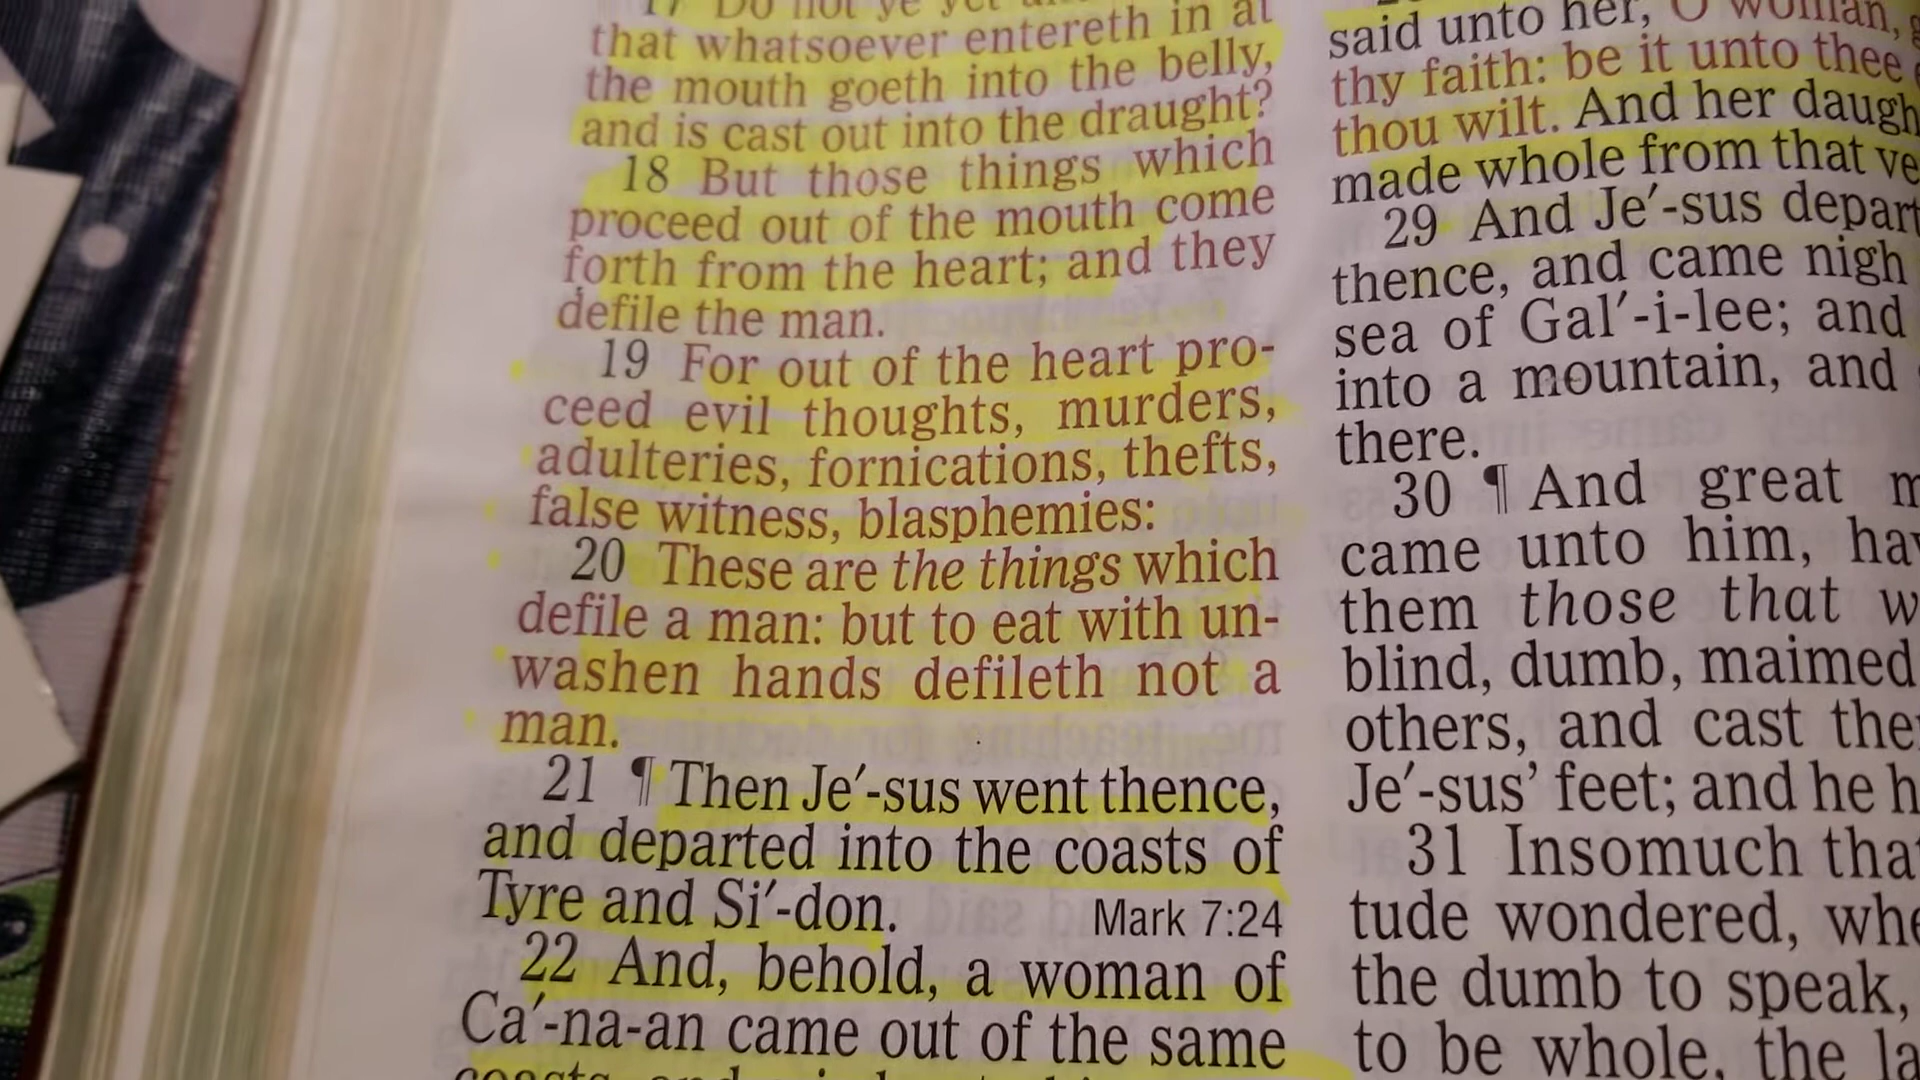 17 Do not ye yet
that whatsoever entereth in at
the mouth goeth into the belly,
and is cast out into the draught?
18 But those things which
proceed out of the mouth come
forth from the heart; and they
defile the man.
19 For out of the heart pro-
ceed evil thoughts, murders,
adulteries, fornications, thefts,
false witness, blasphemies:
20 These are the things which
defile a man: but to eat with un-
washen hands defileth not a
man.
21 ¶ Then Je′-sus went thence,
and departed into the coasts of
Tyre and Si′-don. Mark 7:24
22 And, behold, a woman of
Ca′-na-an came out of the same
said unto her, O woman,
thy faith: be it unto thee
thou wilt. And her daugh
made whole from that ve
29 And Je′-sus depart
thence, and came nigh
sea of Gal′-i-lee; and
into a mountain, and
there.
30 ¶ And great m
came unto him, hav
them those that w
blind, dumb, maimed
others, and cast the
Je′-sus’ feet; and he h
31 Insomuch tha
tude wondered, whe
the dumb to speak,
to be whole, the la